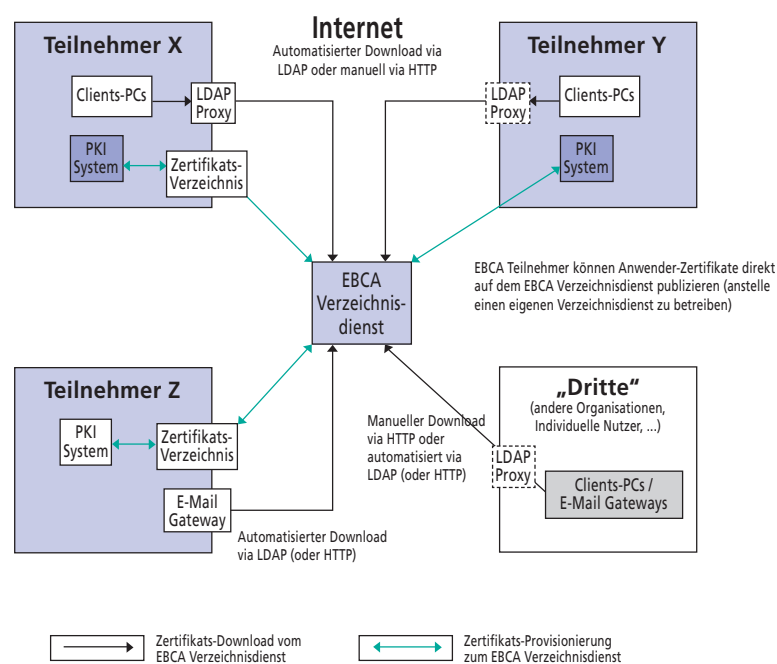 Internet
Automatisierter Download via
LDAP oder manuell via HTTP
Teilnehmer X
Clients-PCs
LDAP
Proxy
PKI
System
Zertifikats-
Verzeichnis
Teilnehmer Y
LDAP
Proxy
Clients-PCs
PKI
System
EBCA
Verzeichnis-
dienst
EBCA Teilnehmer können Anwender-Zertifikate direkt
auf dem EBCA Verzeichnisdienst publizieren (anstelle
einen eigenen Verzeichnisdienst zu betreiben)
Teilnehmer Z
PKI
System
Zertifikats-
Verzeichnis
E-Mail
Gateway
Automatisierter Download
via LDAP (oder HTTP)
Manueller Download
via HTTP oder
automatisiert via
LDAP (oder HTTP)
„Dritte“
(andere Organisationen,
Individuelle Nutzer, ...)
LDAP
Proxy
Clients-PCs /
E-Mail Gateways
Zertifikats-Download vom
EBCA Verzeichnisdienst
Zertifikats-Provisionierung
zum EBCA Verzeichnisdienst